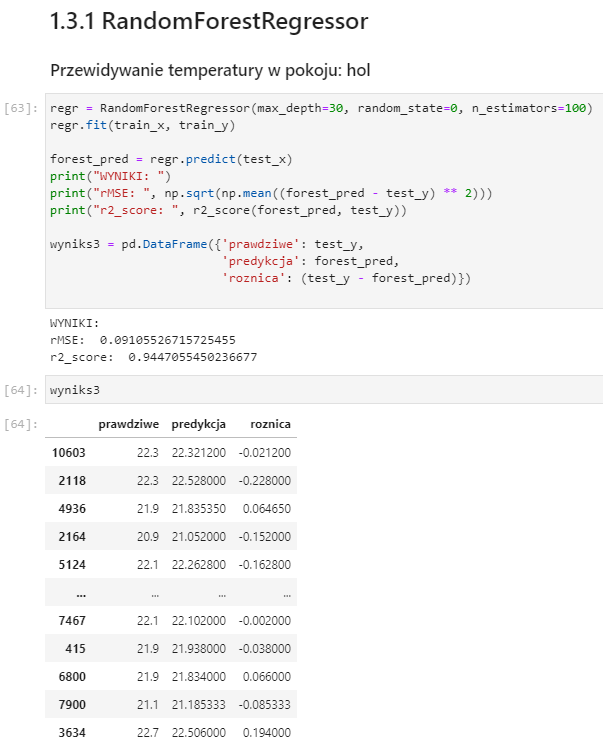 1.3.1 RandomForestRegressor
Przewidywanie temperatury w pokoju: hol
[63]: regr = RandomForestRegressor(max_depth=30, random_state=0, n_estimators=100)
regr.fit(train_x, train_y)
forest_pred = regr.predict(test_x)
print("WYNIKI: ")
print("rMSE: ", np.sqrt(np.mean((forest_pred - test_y) ** 2)))
print("r2_score: ", r2_score(forest_pred, test_y))
wyniks3 = pd.DataFrame({'prawdziwe': test_y,
'predykcja': forest_pred,
'roznica': (test_y - forest_pred)})
WYNIKI:
rMSE:  0.09105526715725455
r2_score:  0.9447055450236677
[64]: wyniks3
[64]: prawdziwe predykcja roznica
10603 22.3 22.321200 -0.021200
2118 22.3 22.528000 -0.228000
4936 21.9 21.835350 0.064650
2164 20.9 21.052000 -0.152000
5124 22.1 22.262800 -0.162800
... ... ... ...
7467 22.1 22.102000 -0.002000
415 21.9 21.938000 -0.038000
6800 21.9 21.834000 0.066000
7900 21.1 21.185333 -0.085333
3634 22.7 22.506000 0.194000